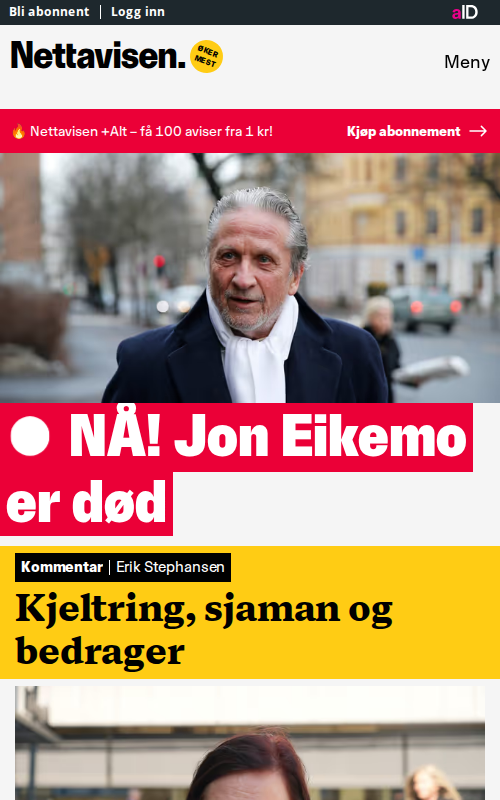 Bli abonnent | Logg inn
aID
Nettavisen.
ØKER
MEST
Meny
🔥 Nettavisen +Alt – få 100 aviser fra 1 kr!
Kjøp abonnement →
NÅ! Jon Eikemo
er død
Kommentar | Erik Stephansen
Kjeltring, sjaman og
bedrager